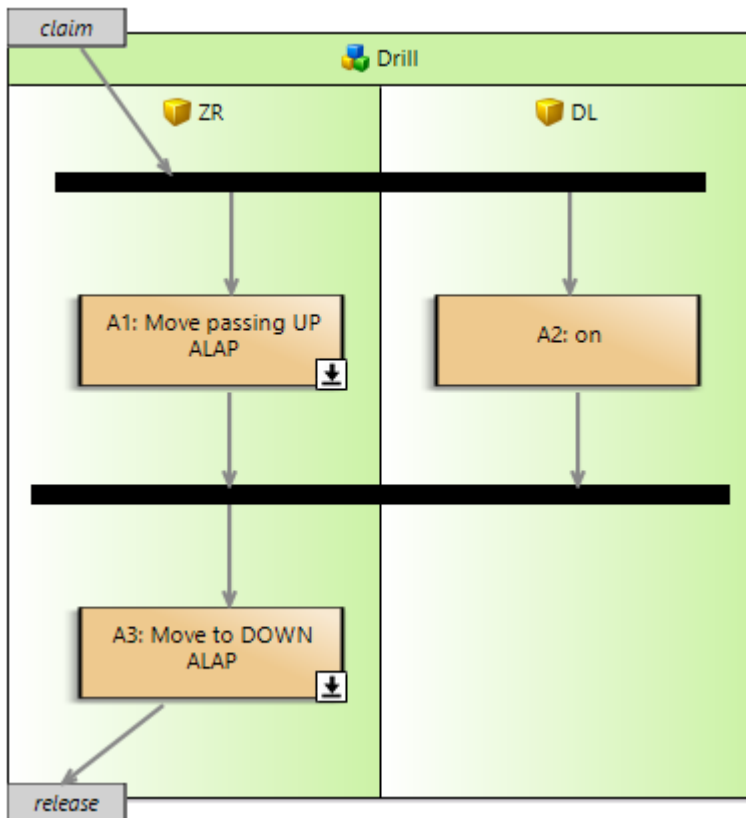 claim
Drill
ZR
DL
A1: Move passing UP
ALAP
A2: on
A3: Move to DOWN
ALAP
release